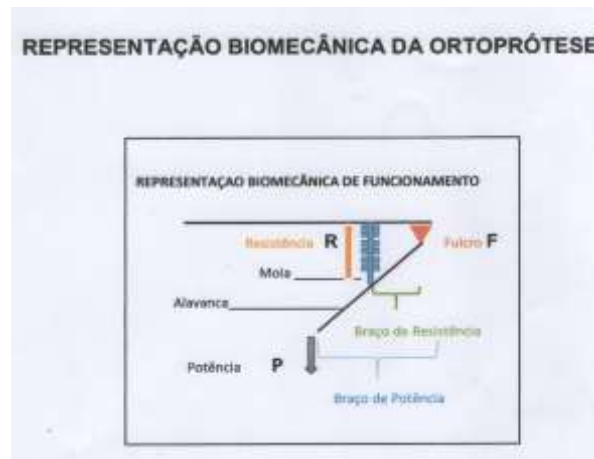 REPRESENTAÇÃO BIOMECÂNICA DA ORTOPRÓTESE
REPRESENTAÇAO BIOMECÂNICA DE FUNCIONAMENTO
Resistência R
Fulcro F
Mola
Alavanca
Braço de Resistência
Potência P
Braço de Potência